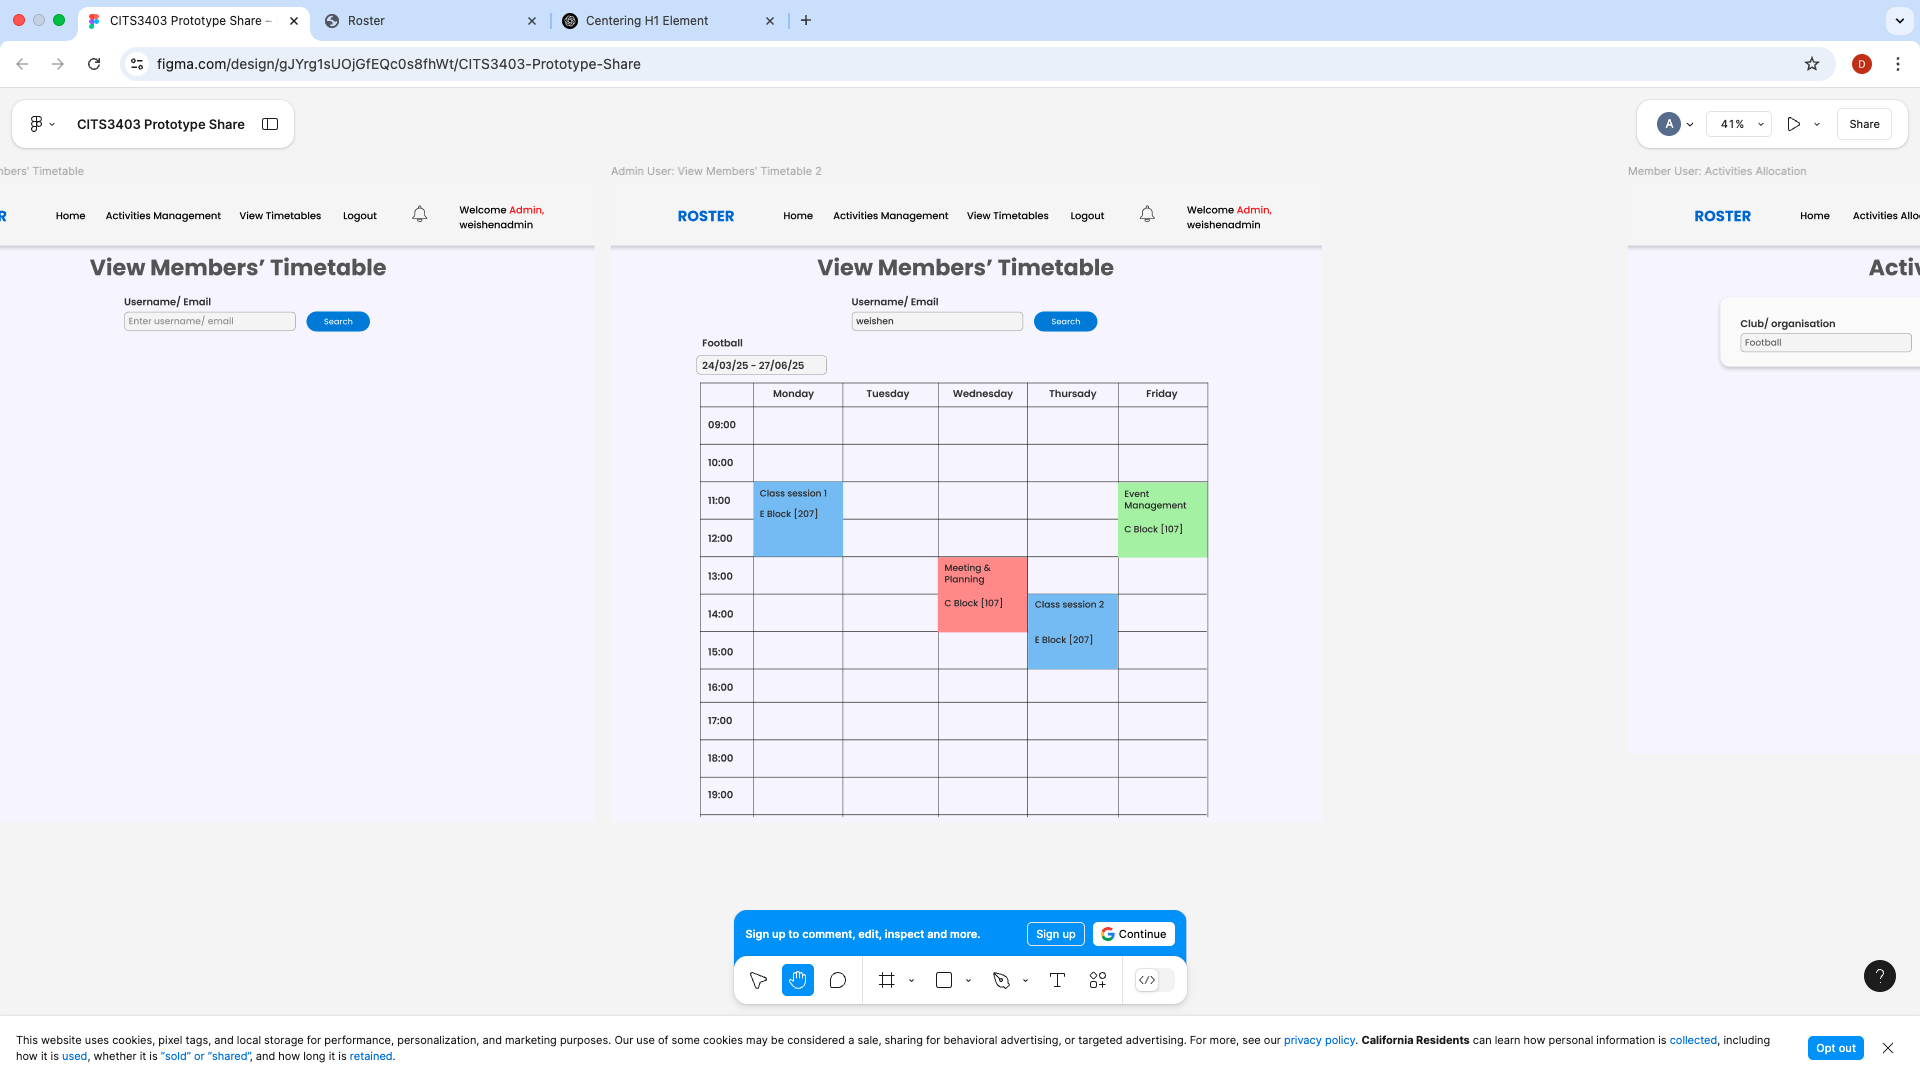 CITS3403 Prototype Share –
Roster
Centering H1 Element
figma.com/design/gJYrg1sUOjGfEQc0s8fhWt/CITS3403-Prototype-Share
D
CITS3403 Prototype Share
A
41%
Share
nbers' Timetable
Admin User: View Members' Timetable 2
Member User: Activities Allocation
R
Home
Activities Management
View Timetables
Logout
Welcome Admin,
weishenadmin
ROSTER
Home
Activities Management
View Timetables
Logout
Welcome Admin,
weishenadmin
ROSTER
Home
Activities Allo
View Members’ Timetable
View Members’ Timetable
Activ
Username/ Email
Enter username/ email
Search
Username/ Email
weishen
Search
Club/ organisation
Football
Football
24/03/25 - 27/06/25
Monday
Tuesday
Wednesday
Thursady
Friday
09:00
10:00
11:00
12:00
13:00
14:00
15:00
16:00
17:00
18:00
19:00
Class session 1
E Block [207]
Event
Management
C Block [107]
Meeting &
Planning
C Block [107]
Class session 2
E Block [207]
Sign up to comment, edit, inspect and more.
Sign up
Continue
?
This website uses cookies, pixel tags, and local storage for performance, personalization, and marketing purposes. Our use of some cookies may be considered a sale, sharing for behavioral advertising, or targeted advertising. For more, see our privacy policy. California Residents can learn how personal information is collected, including
how it is used, whether it is “sold” or “shared”, and how long it is retained.
Opt out